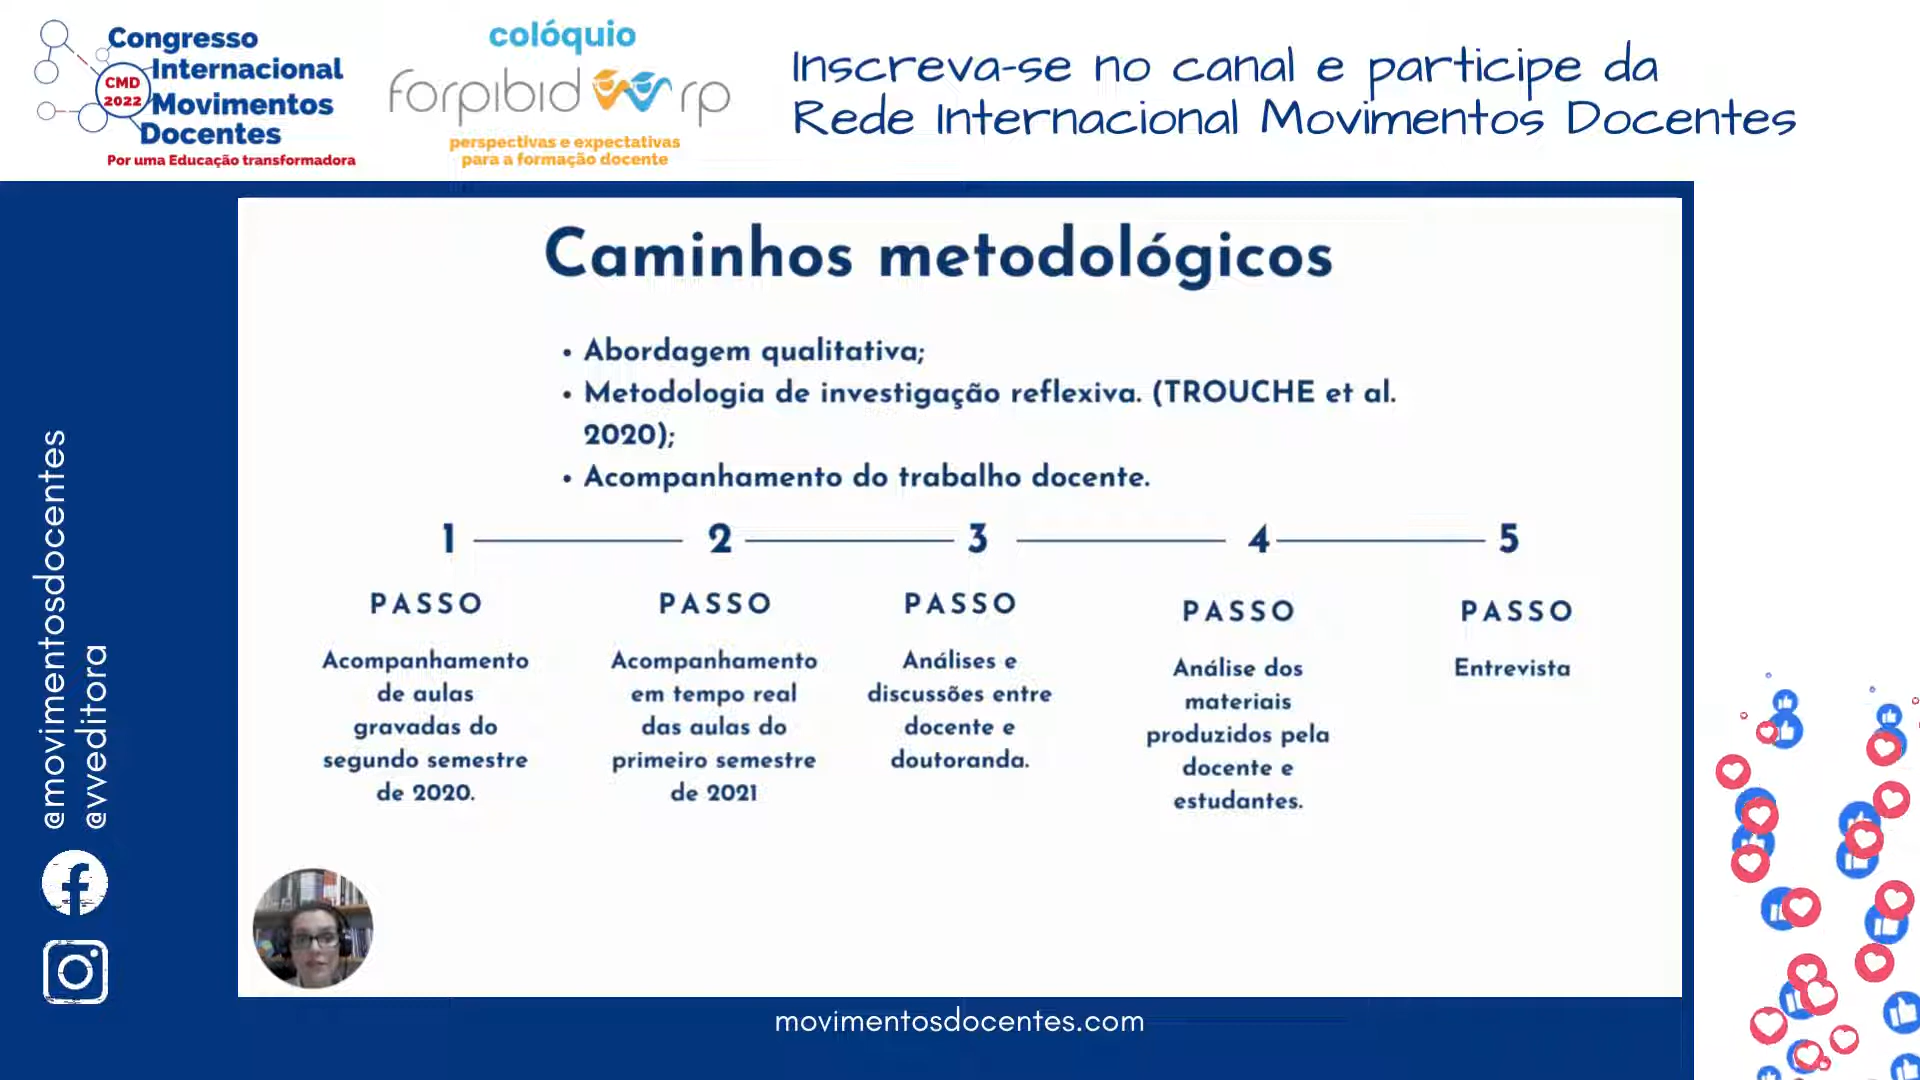 Congresso
Internacional
CMD
2022
Movimentos
Docentes
Por uma Educação transformadora
colóquio
forpibid rp
perspectivas e expectativas
para a formação docente
Inscreva-se no canal e participe da
Rede Internacional Movimentos Docentes
@movimentosdocentes
@vveditora
Caminhos metodológicos
• Abordagem qualitativa;
• Metodologia de investigação reflexiva. (TROUCHE et al.
2020);
• Acompanhamento do trabalho docente.
1 2 3 4 5
PASSO
Acompanhamento
de aulas
gravadas do
segundo semestre
de 2020.
PASSO
Acompanhamento
em tempo real
das aulas do
primeiro semestre
de 2021
PASSO
Análises e
discussões entre
docente e
doutoranda.
PASSO
Análise dos
materiais
produzidos pela
docente e
estudantes.
PASSO
Entrevista
movimentosdocentes.com